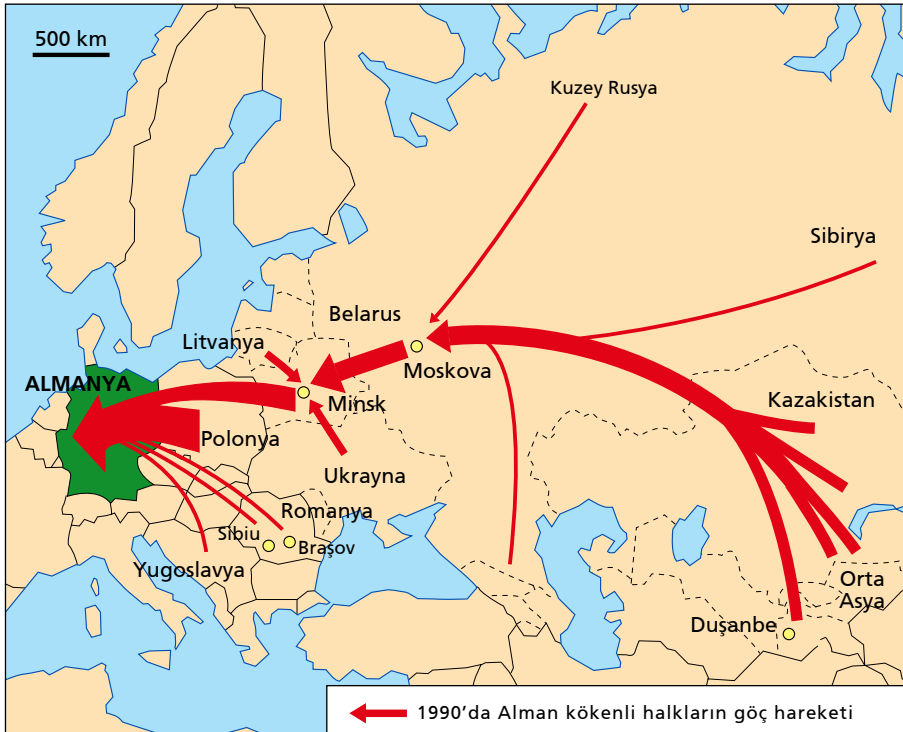 500 km
Kuzey Rusya
Sibirya
Belarus
Litvanya
Moskova
ALMANYA
Minsk
Kazakistan
Polonya
Ukrayna
Romanya
Sibiu
Braşov
Yugoslavya
Orta
Asya
Duşanbe
1990’da Alman kökenli halkların göç hareketi